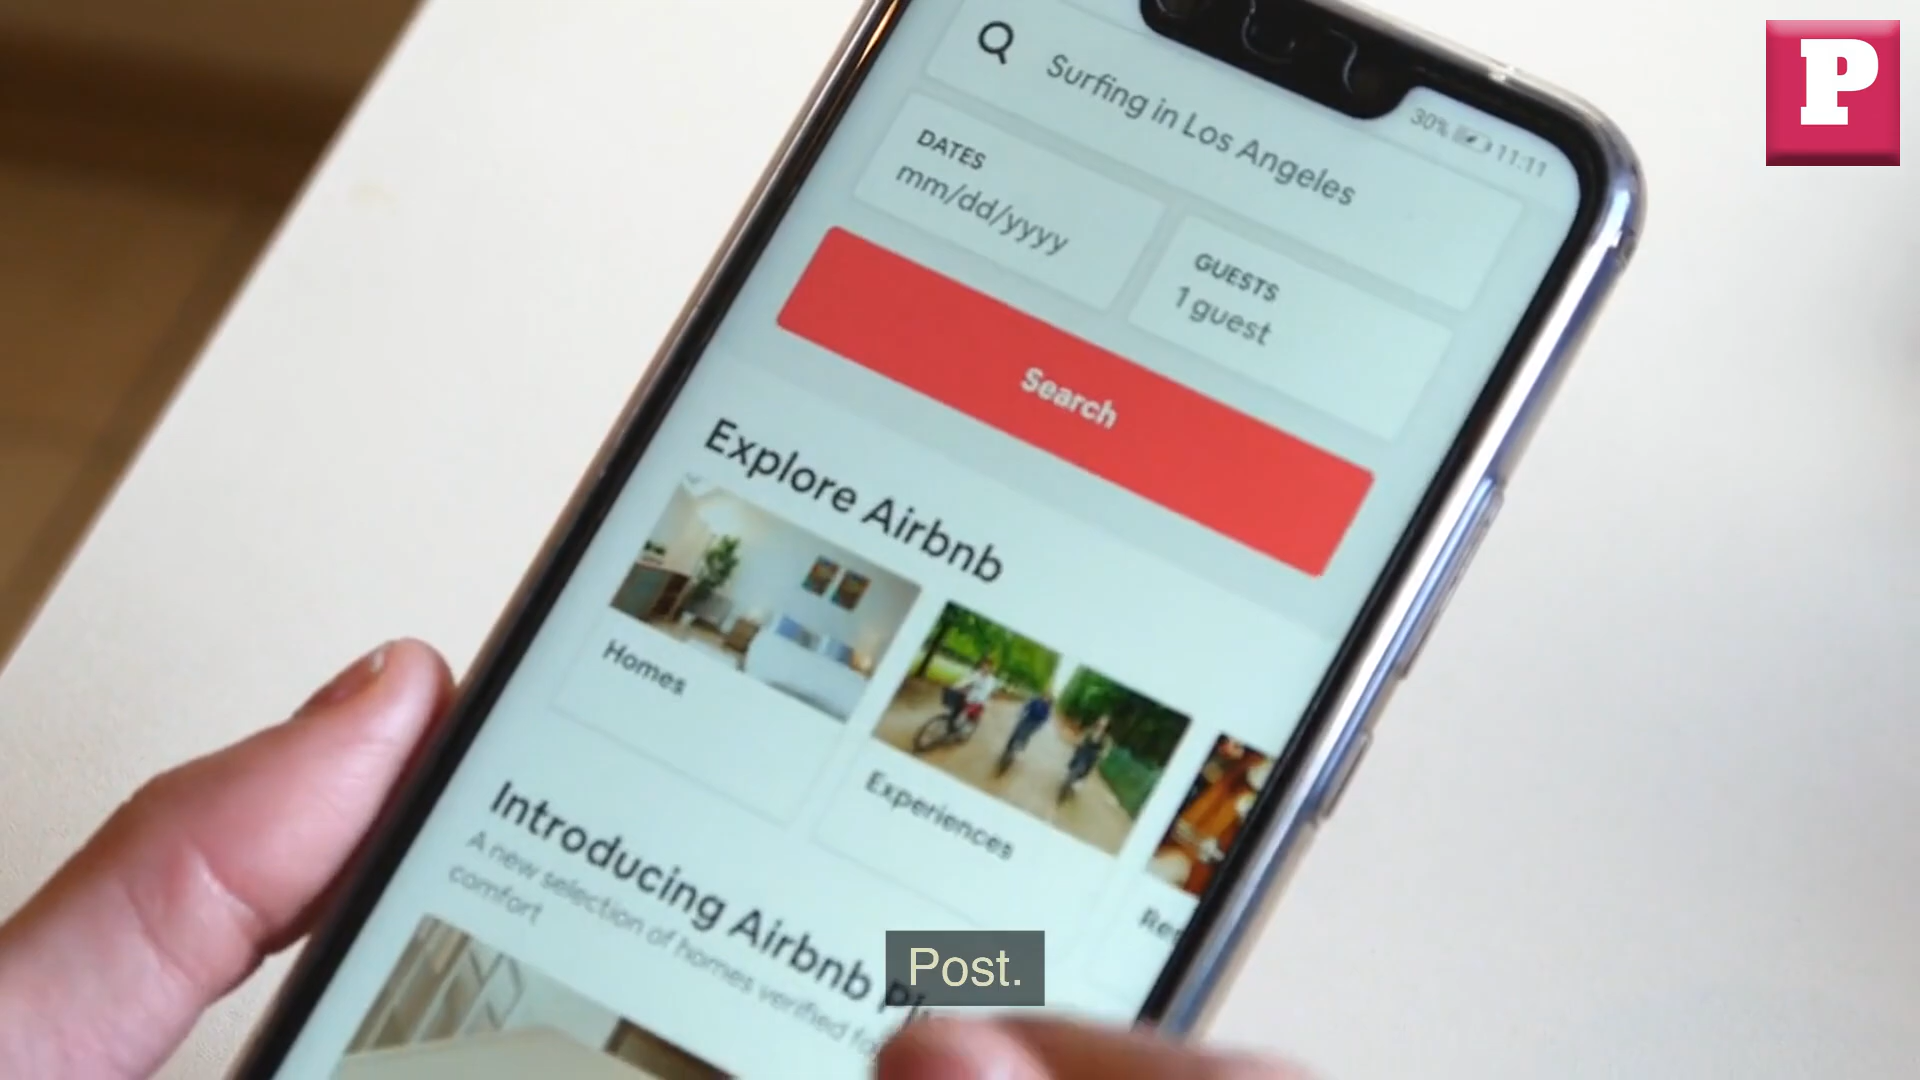 P
Surfing in Los Angeles
30% 11:11
DATES
mm/dd/yyyy
GUESTS
1 guest
Search
Explore Airbnb
Homes
Experiences
Introducing Airbnb
A new selection of homes verified
comfort
Post.